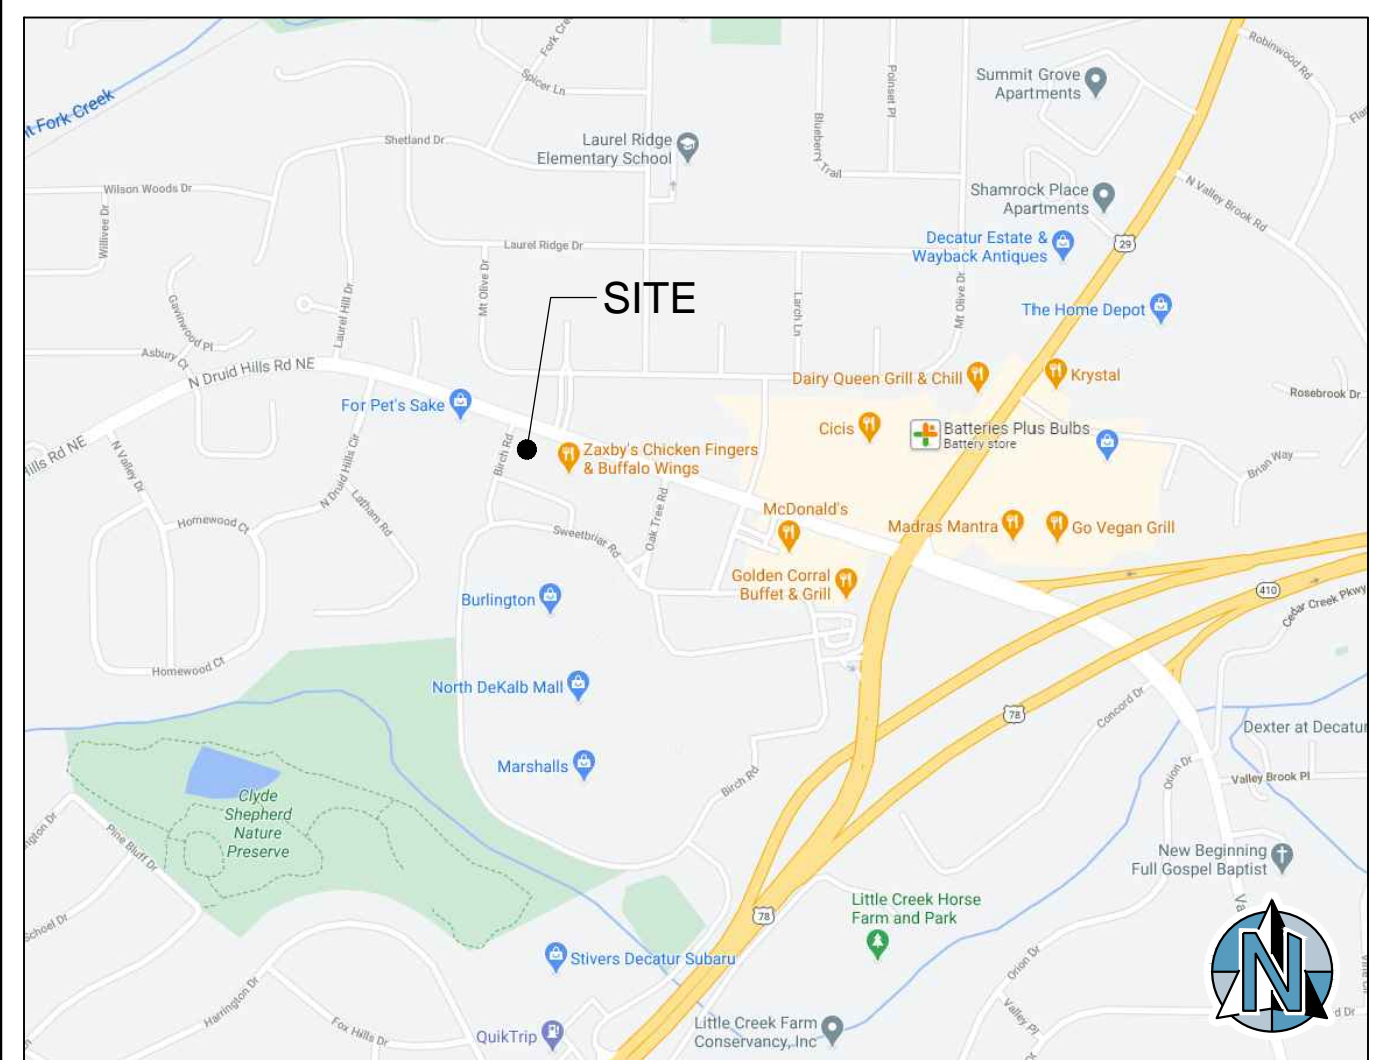 Robinwood Rd
Fork Cre
Summit Grove
Apartments
Spicer Ln
Poinset Pl
t Fork Creek
Fla
Blueberry Trail
Shetland Dr
Laurel Ridge
Elementary School
Wilson Woods Dr
Shamrock Place
Apartments
N Valley Brook Rd
Willivee Dr
Decatur Estate &
Wayback Antiques
29
Laurel Ridge Dr
Mt Olive Dr
SITE
Larch Ln
Mt Olive Dr
The Home Depot
Gavinwood Pl
Laurel Hill Dr
Asbury Ct
N Druid Hills Rd NE
Dairy Queen Grill & Chill
Krystal
Rosebrook Dr
For Pet's Sake
Cicis
Batteries Plus Bulbs
Battery store
ills Rd NE
N Valley Dr
N Druid Hills Cir
Birch Rd
Zaxby's Chicken Fingers
& Buffalo Wings
Brian Way
Latham Rd
Oak Tree Rd
McDonald's
Homewood Ct
Sweetbriar Rd
Madras Mantra
Go Vegan Grill
Golden Corral
Buffet & Grill
410
Cedar Creek Pkwy
Burlington
Homewood Ct
North DeKalb Mall
78
Concord Dr
Dexter at Decatur
Marshalls
Birch Rd
Orion Dr
Valley Brook Pl
Clyde
Shepherd
Nature
Preserve
ngton Dr
Pine Bluff Dr
New Beginning
Full Gospel Baptist
Va
78
Little Creek Horse
Farm and Park
Schoel Dr
Stivers Decatur Subaru
Orion Dr
N
Harrington Dr
Fox Hills Dr
QuikTrip
Little Creek Farm
Conservancy, Inc
Valley Pl
d Dr